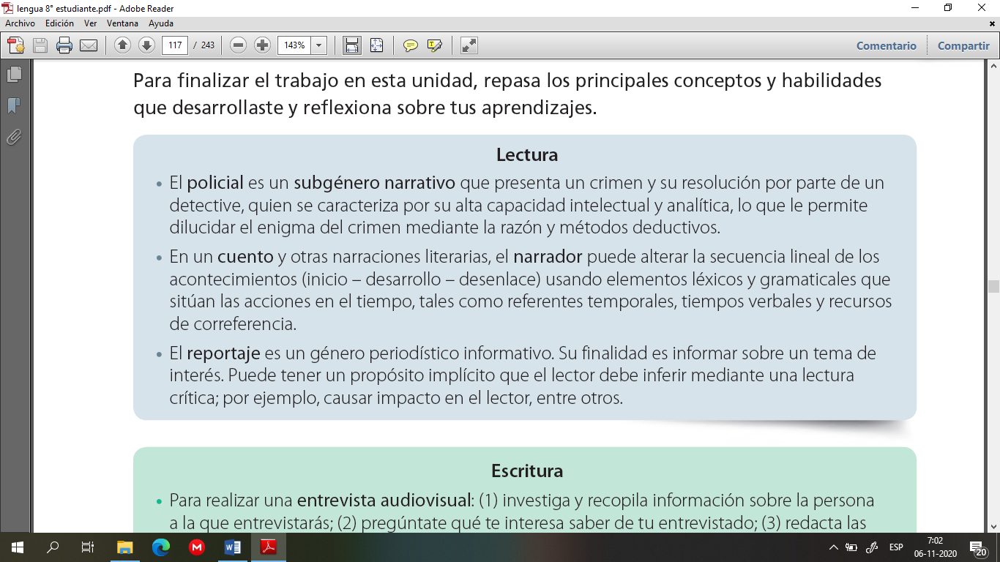 lengua 8° estudiante.pdf - Adobe Reader
Archivo Edición Ver Ventana Ayuda
117 / 243 143% Comentario Compartir
Para finalizar el trabajo en esta unidad, repasa los principales conceptos y habilidades
que desarrollaste y reflexiona sobre tus aprendizajes.
Lectura
• El policial es un subgénero narrativo que presenta un crimen y su resolución por parte de un
detective, quien se caracteriza por su alta capacidad intelectual y analítica, lo que le permite
dilucidar el enigma del crimen mediante la razón y métodos deductivos.
• En un cuento y otras narraciones literarias, el narrador puede alterar la secuencia lineal de los
acontecimientos (inicio – desarrollo – desenlace) usando elementos léxicos y gramaticales que
sitúan las acciones en el tiempo, tales como referentes temporales, tiempos verbales y recursos
de correferencia.
• El reportaje es un género periodístico informativo. Su finalidad es informar sobre un tema de
interés. Puede tener un propósito implícito que el lector debe inferir mediante una lectura
crítica; por ejemplo, causar impacto en el lector, entre otros.
Escritura
• Para realizar una entrevista audiovisual: (1) investiga y recopila información sobre la persona
a la que entrevistarás; (2) pregúntate qué te interesa saber de tu entrevistado; (3) redacta las
ESP
7:02
06-11-2020
20